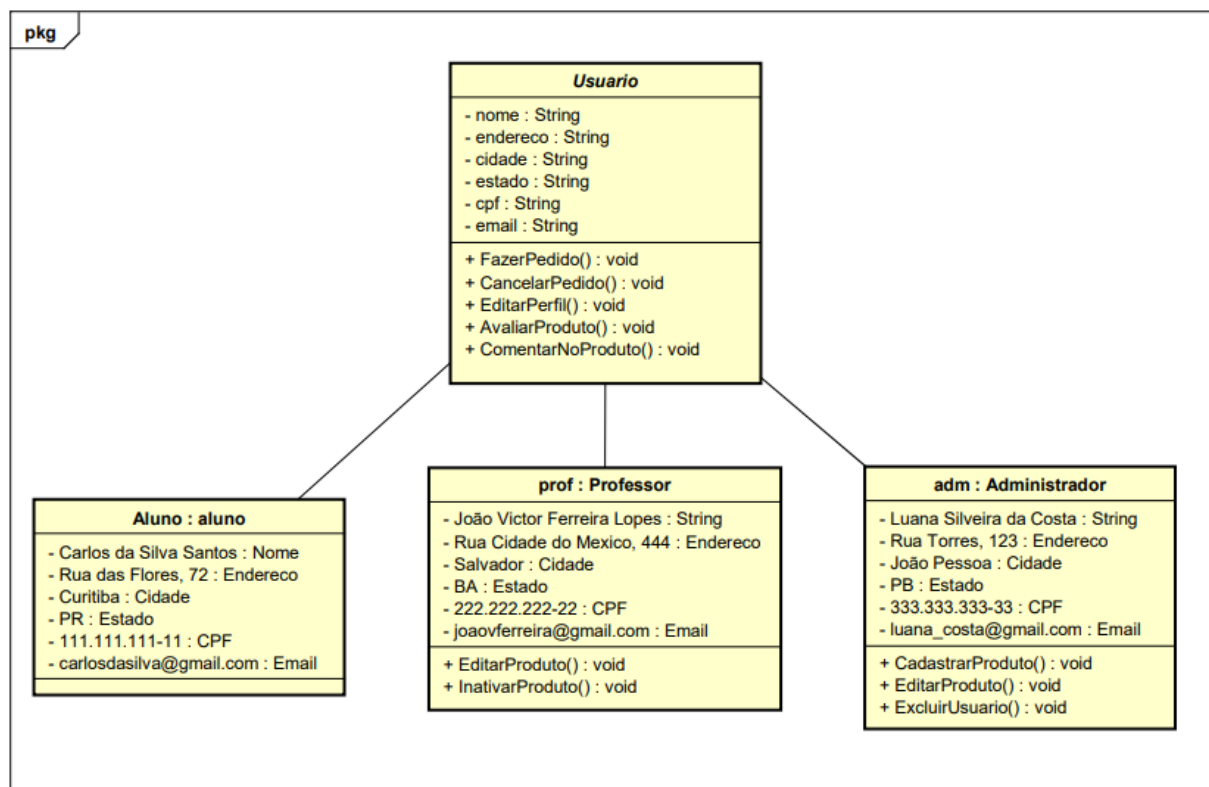 pkg
Usuario
- nome : String
- endereco : String
- cidade : String
- estado : String
- cpf : String
- email : String
+ FazerPedido() : void
+ CancelarPedido() : void
+ EditarPerfil() : void
+ AvaliarProduto() : void
+ ComentarNoProduto() : void
Aluno : aluno
- Carlos da Silva Santos : Nome
- Rua das Flores, 72 : Endereco
- Curitiba : Cidade
- PR : Estado
- 111.111.111-11 : CPF
- carlosdasilva@gmail.com : Email
prof : Professor
- João Victor Ferreira Lopes : String
- Rua Cidade do Mexico, 444 : Endereco
- Salvador : Cidade
- BA : Estado
- 222.222.222-22 : CPF
- joaovferreira@gmail.com : Email
+ EditarProduto() : void
+ InativarProduto() : void
adm : Administrador
- Luana Silveira da Costa : String
- Rua Torres, 123 : Endereco
- João Pessoa : Cidade
- PB : Estado
- 333.333.333-33 : CPF
- luana_costa@gmail.com : Email
+ CadastrarProduto() : void
+ EditarProduto() : void
+ ExcluirUsuario() : void